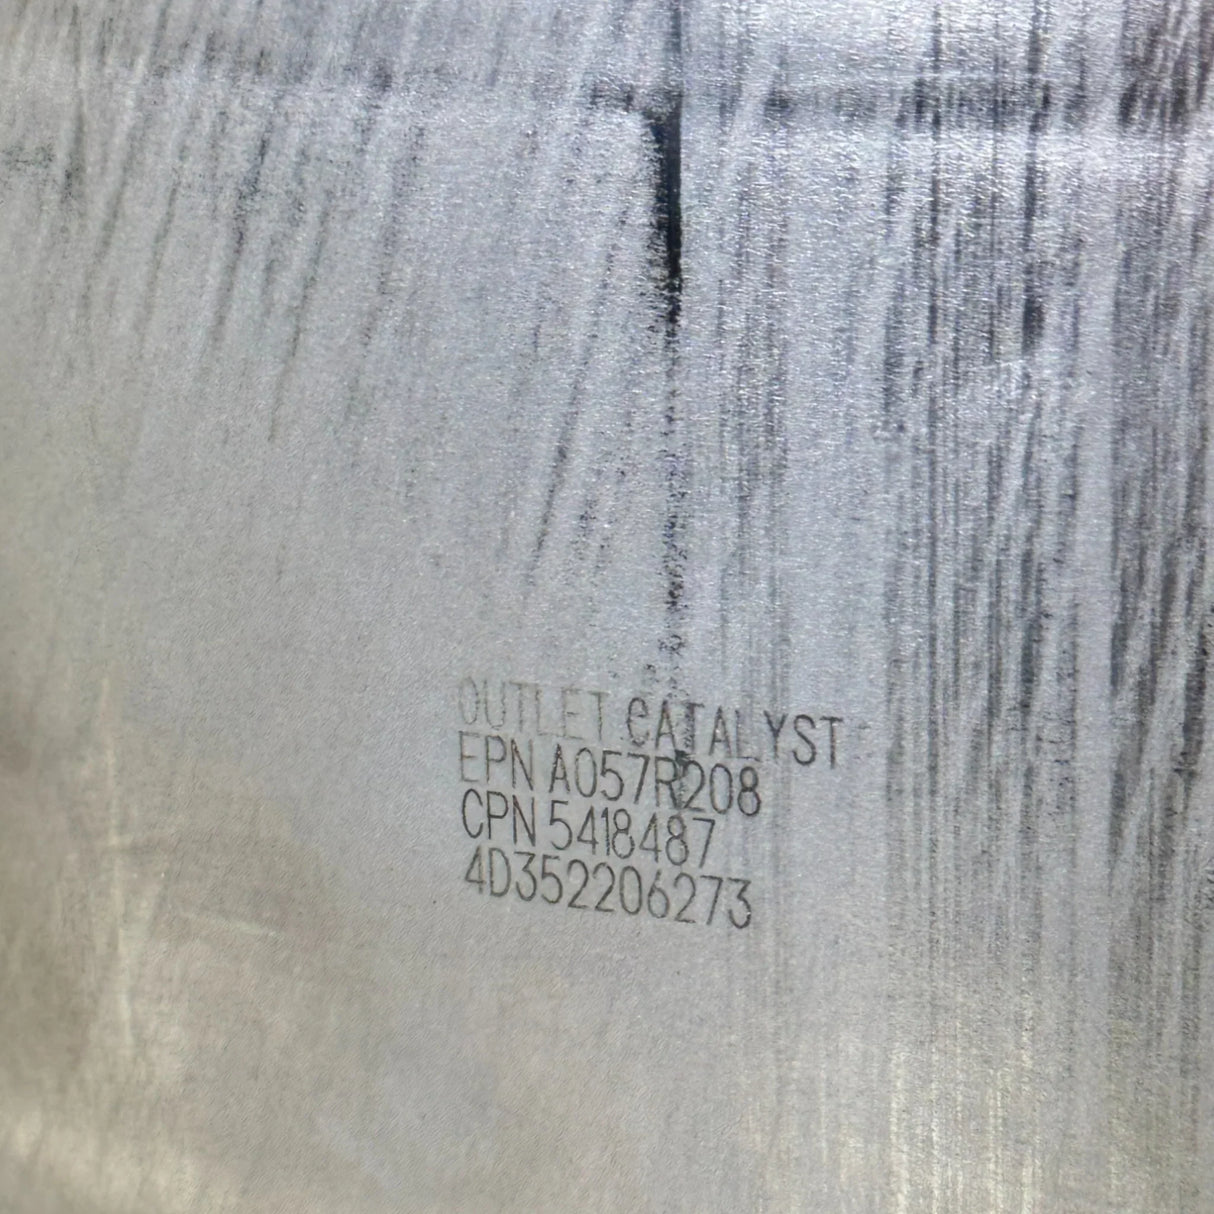 OUTLET CATALYST
EPN A057R208
CPN 5418487
4D352206273